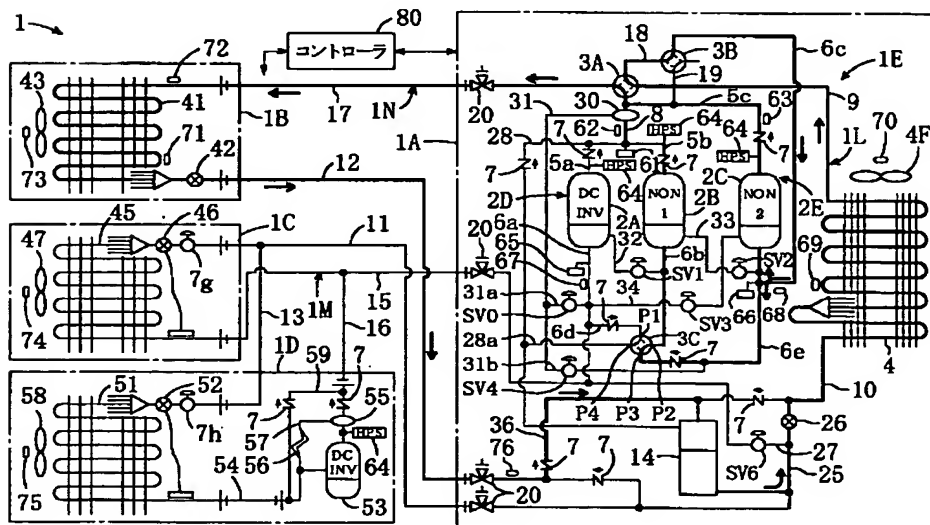 1
80
コントローラ
72
43
41
1B
17
1N
20
1A
71
73
42
12
3A
18
3B
6c
1E
19
9
31
30
8
5c
63
62
64
HPS
28
7
5b
64
7
1L
70
4F
7
5a
HPS
61
64
HPS
2C
7
2D
DC
INV
NON
1
NON
2
2E
2A
2B
33
45
46
1C
47
11
20
6a
65
67
32
6b
SV1
SV2
69
7g
1M
15
31a
SV0
34
7
P1
SV3
66
68
74
13
16
28a
6d
3C
6e
4
1D
59
7
31b
SV4
7
10
58
51
52
7
57
55
P4
P3
P2
7
26
36
7h
56
DC
INV
HPS
64
76
7
7
14
SV6
27
25
75
54
53
20